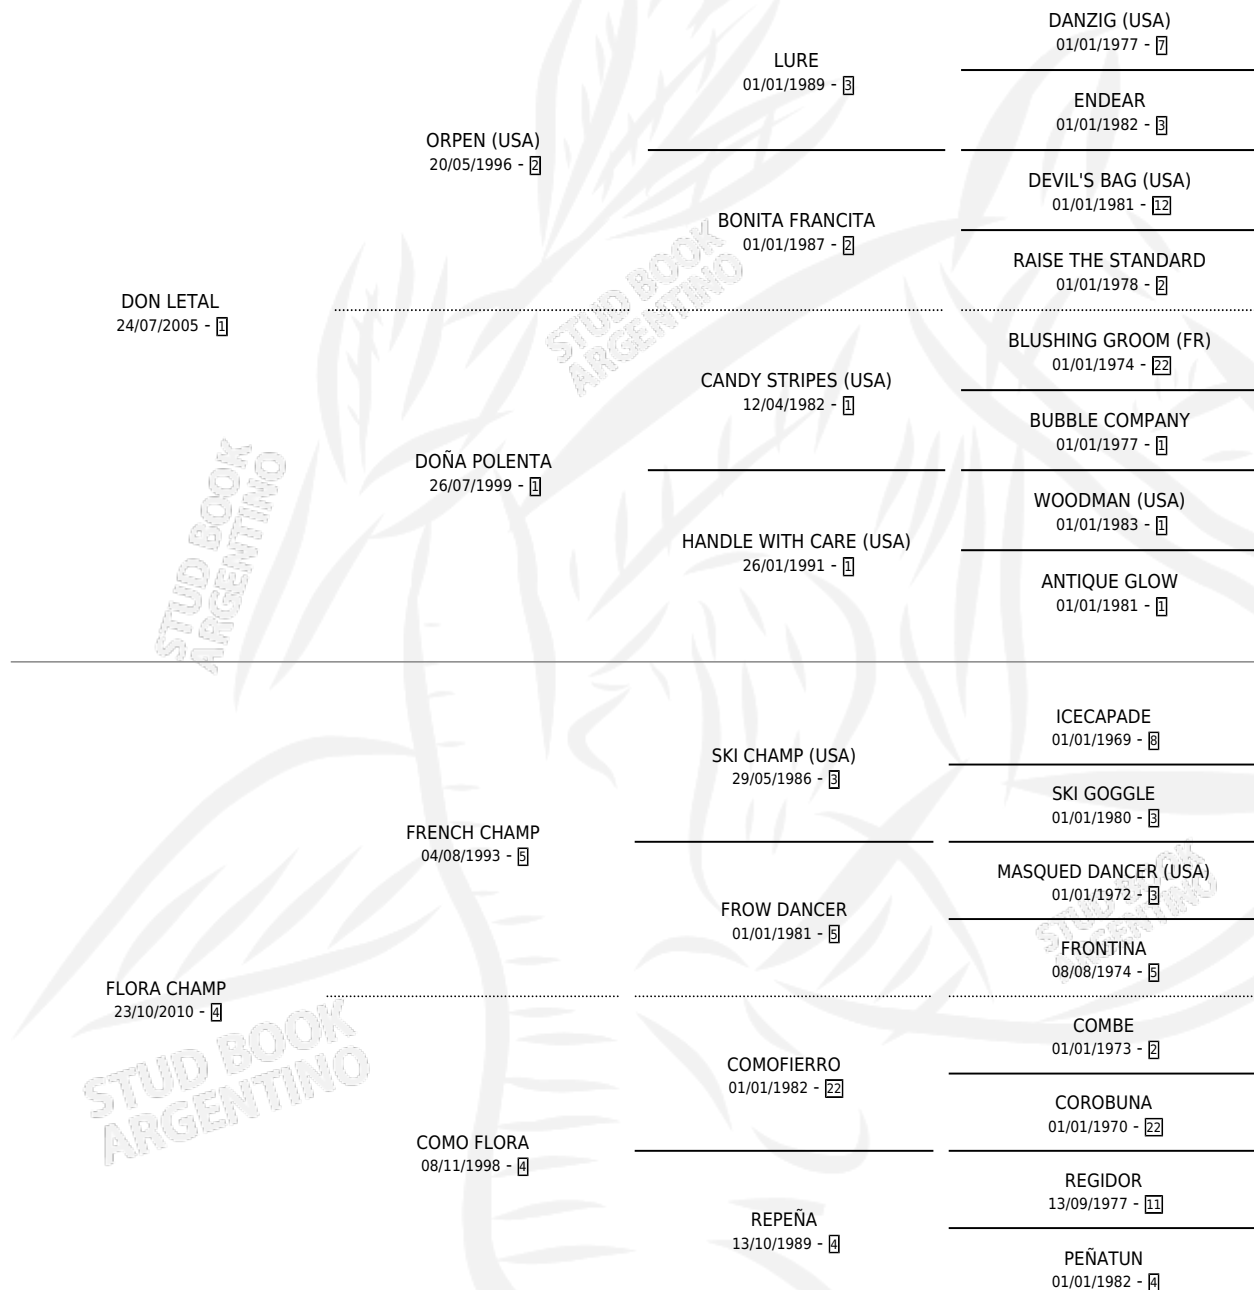 DANZIG (USA)
01/01/1977 - 7
LURE
01/01/1989 - 3
ENDEAR
01/01/1982 - 3
ORPEN (USA)
20/05/1996 - 2
DEVIL'S BAG (USA)
01/01/1981 - 12
BONITA FRANCITA
01/01/1987 - 2
RAISE THE STANDARD
01/01/1978 - 2
DON LETAL
24/07/2005 - 1
BLUSHING GROOM (FR)
01/01/1974 - 22
CANDY STRIPES (USA)
12/04/1982 - 1
BUBBLE COMPANY
01/01/1977 - 1
DOÑA POLENTA
26/07/1999 - 1
WOODMAN (USA)
01/01/1983 - 1
HANDLE WITH CARE (USA)
26/01/1991 - 1
ANTIQUE GLOW
01/01/1981 - 1
STUD BOOK
ARGENTINO
STUD BOOK
ARGENTINO
ICECAPADE
01/01/1969 - 8
SKI CHAMP (USA)
29/05/1986 - 3
SKI GOGGLE
01/01/1980 - 3
FRENCH CHAMP
04/08/1993 - 5
MASQUED DANCER (USA)
01/01/1972 - 3
FROW DANCER
01/01/1981 - 5
FRONTINA
08/08/1974 - 5
FLORA CHAMP
23/10/2010 - 4
COMBE
01/01/1973 - 2
COMOFIERRO
01/01/1982 - 22
COROBUNA
01/01/1970 - 22
COMO FLORA
08/11/1998 - 4
REGIDOR
13/09/1977 - 11
REPEÑA
13/10/1989 - 4
PEÑATUN
01/01/1982 - 4
STUD BOOK
ARGENTINO
STUD BOOK
ARGENTINO